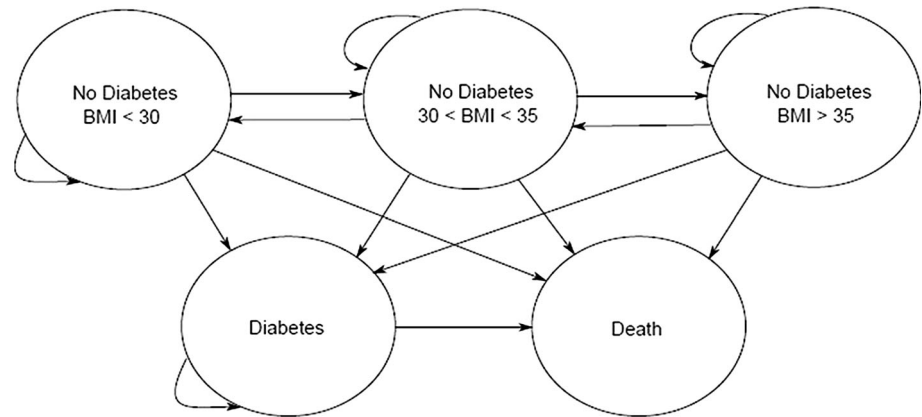 No Diabetes
BMI < 30
No Diabetes
30 < BMI < 35
No Diabetes
BMI > 35
Diabetes
Death